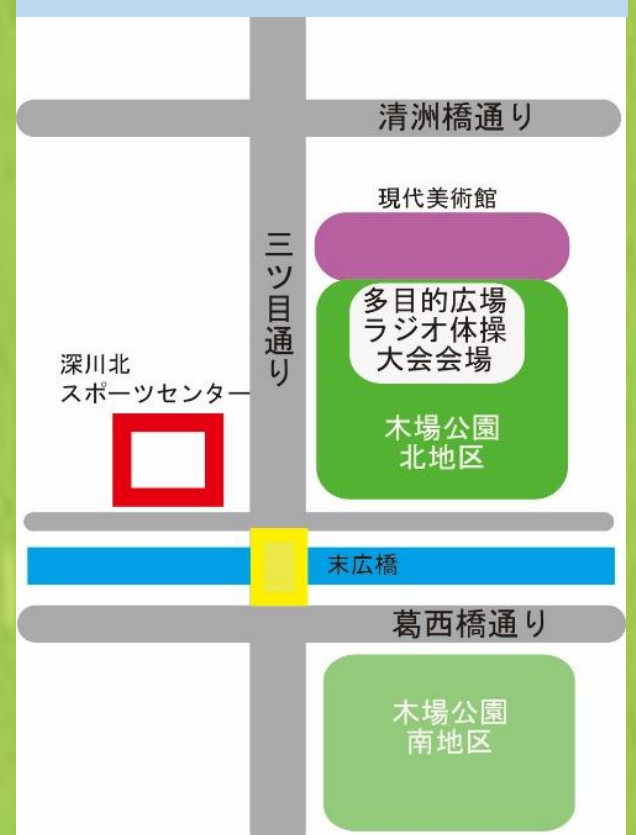 清洲橋通り
現代美術館
三ツ目通り
多目的広場
ラジオ体操
大会会場
深川北
スポーツセンター
木場公園
北地区
末広橋
葛西橋通り
木場公園
南地区